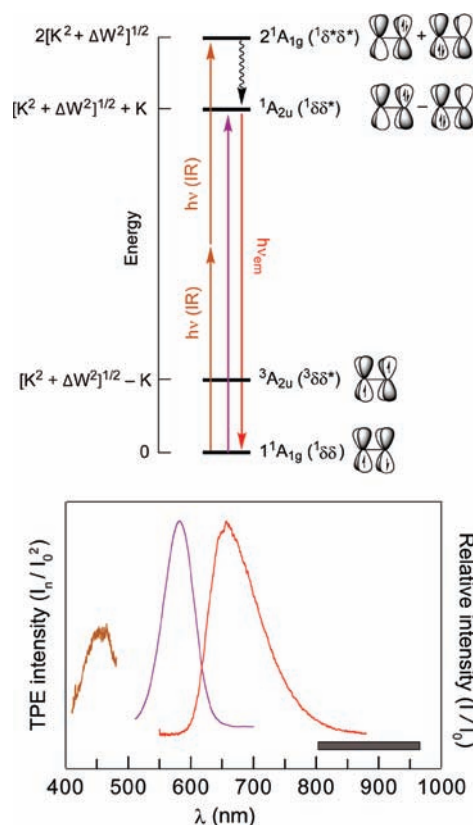 2[K² + ΔW²]^1/2
2¹A1g (¹δ*δ*)
+
[K² + ΔW²]^1/2 + K
¹A2u (¹δδ*)
−
hν (IR)
Energy
hνem
hν (IR)
[K² + ΔW²]^1/2 − K
³A2u (³δδ*)
0
1¹A1g (¹δδ)
TPE intensity (In / I0²)
Relative intensity (I / I0)
400 500 600 700 800 900 1000
λ (nm)